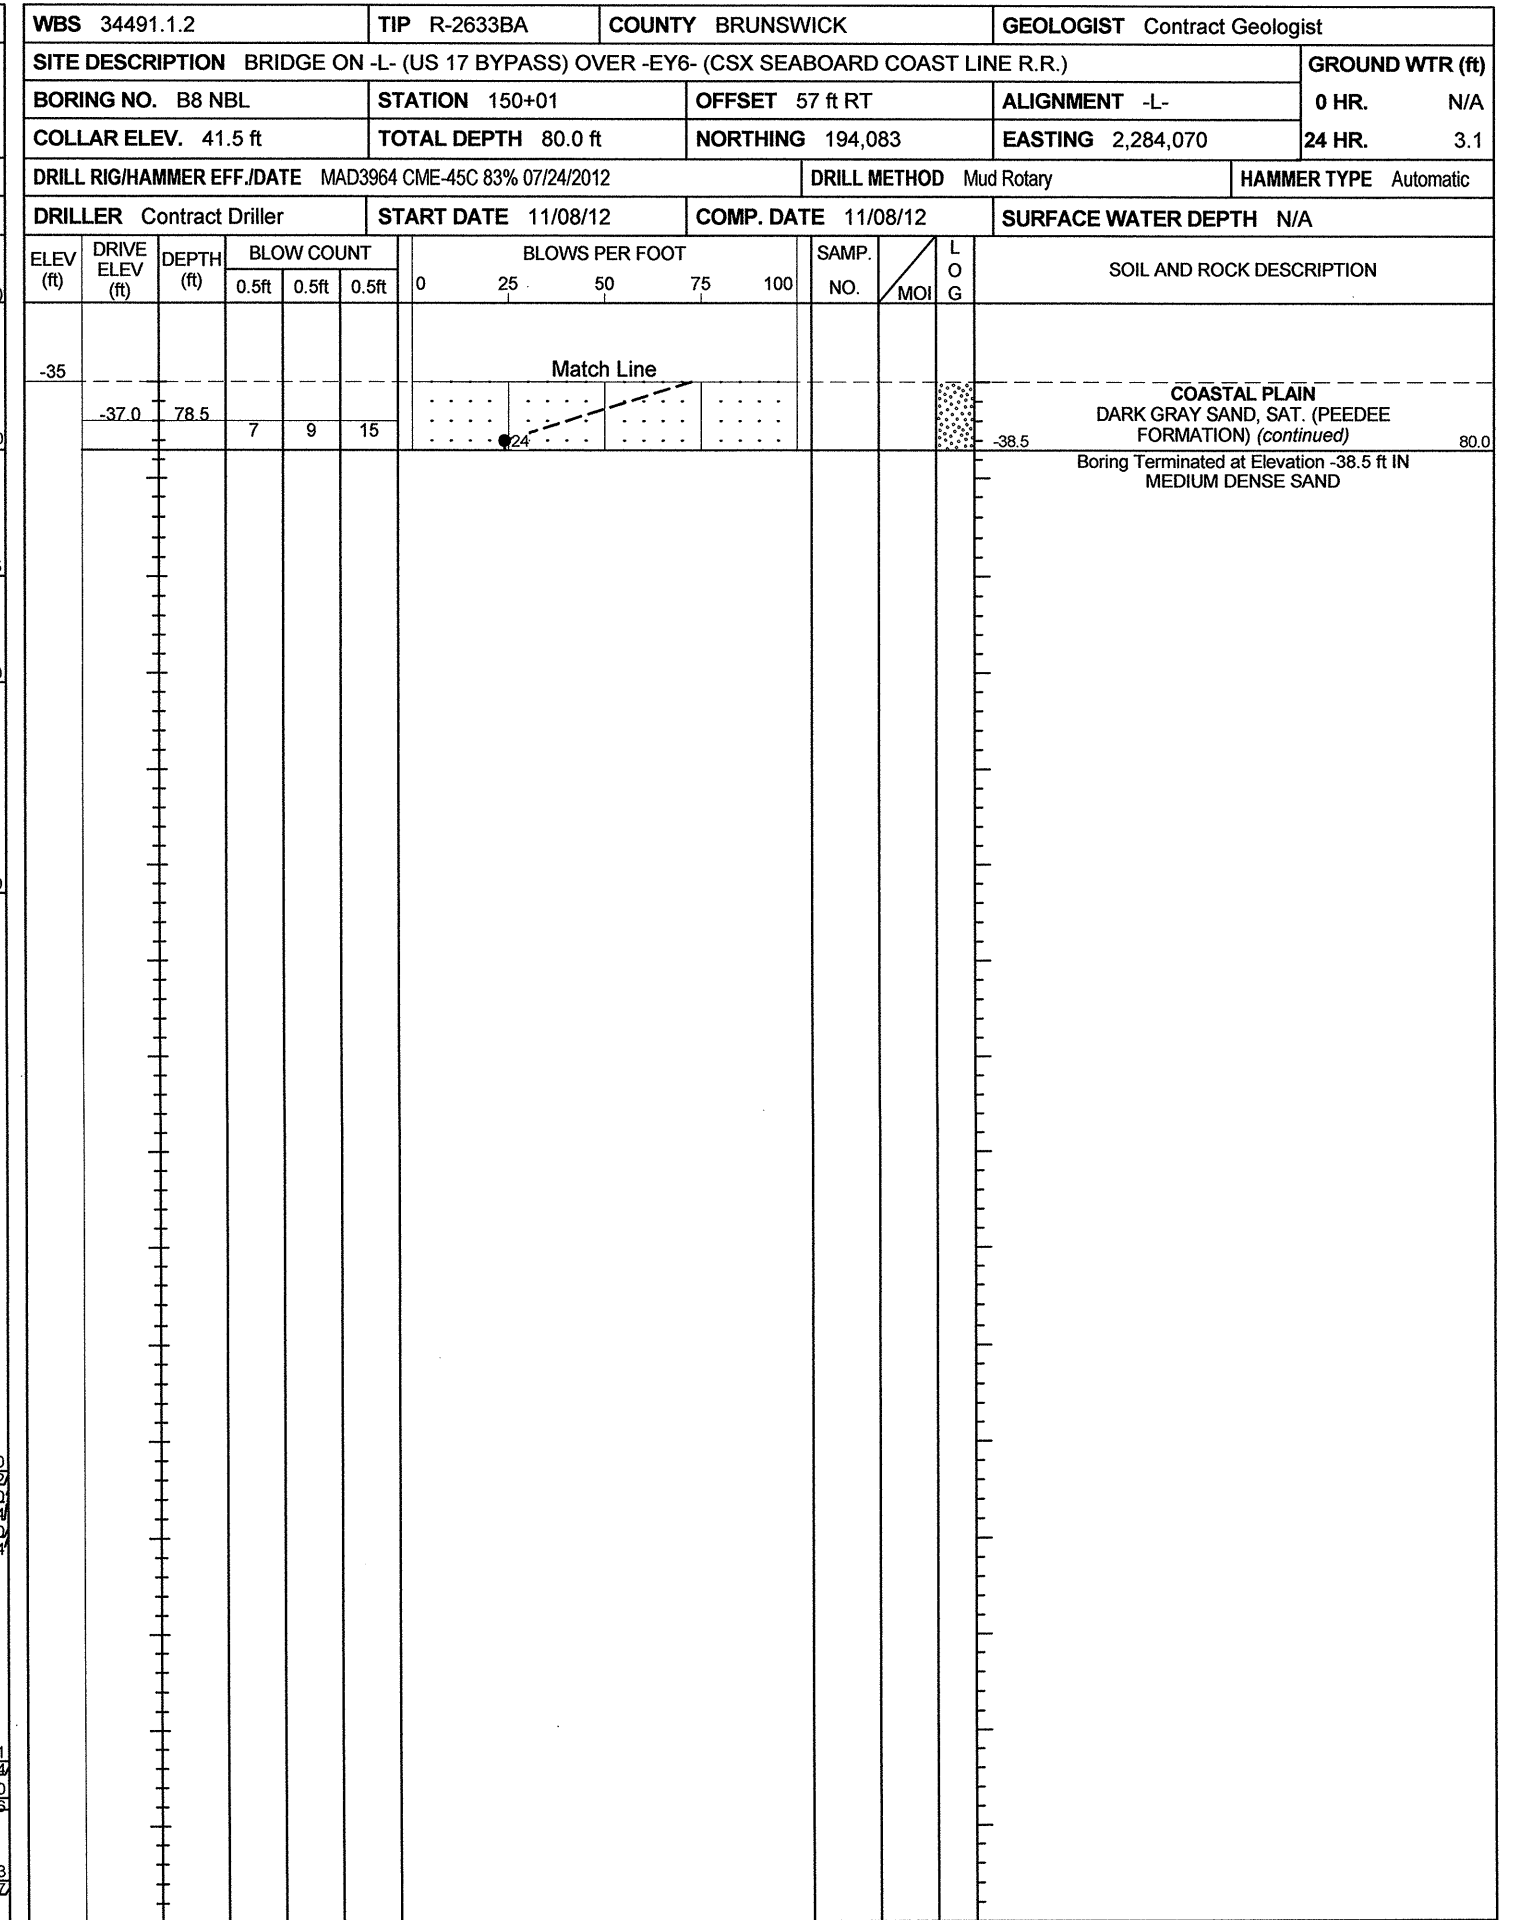 WBS 34491.1.2 TIP R-2633BA COUNTY BRUNSWICK GEOLOGIST Contract Geologist
SITE DESCRIPTION BRIDGE ON -L- (US 17 BYPASS) OVER -EY6- (CSX SEABOARD COAST LINE R.R.) GROUND WTR (ft)
BORING NO. B8 NBL STATION 150+01 OFFSET 57 ft RT ALIGNMENT -L- 0 HR. N/A
COLLAR ELEV. 41.5 ft TOTAL DEPTH 80.0 ft NORTHING 194,083 EASTING 2,284,070 24 HR. 3.1
DRILL RIG/HAMMER EFF./DATE MAD3964 CME-45C 83% 07/24/2012 DRILL METHOD Mud Rotary HAMMER TYPE Automatic
DRILLER Contract Driller START DATE 11/08/12 COMP. DATE 11/08/12 SURFACE WATER DEPTH N/A
ELEV (ft) DRIVE ELEV (ft) DEPTH (ft) BLOW COUNT BLOWS PER FOOT SAMP. NO. MOI LOG SOIL AND ROCK DESCRIPTION
0.5ft 0.5ft 0.5ft 0 25 50 75 100
-35 Match Line
COASTAL PLAIN
-37.0 78.5 DARK GRAY SAND, SAT. (PEEDEE
7 9 15 24 FORMATION) (continued)
-38.5 80.0
Boring Terminated at Elevation -38.5 ft IN
MEDIUM DENSE SAND